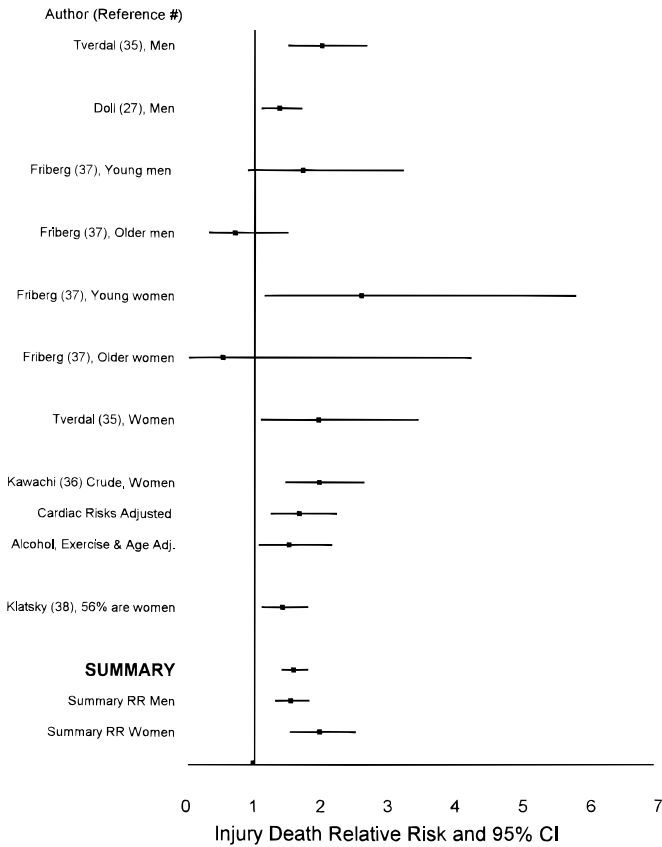 Author (Reference #)
Tverdal (35), Men
Doll (27), Men
Friberg (37), Young men
Friberg (37), Older men
Friberg (37), Young women
Friberg (37), Older women
Tverdal (35), Women
Kawachi (36) Crude, Women
Cardiac Risks Adjusted
Alcohol, Exercise & Age Adj.
Klatsky (38), 56% are women
SUMMARY
Summary RR Men
Summary RR Women
0 1 2 3 4 5 6 7
Injury Death Relative Risk and 95% CI